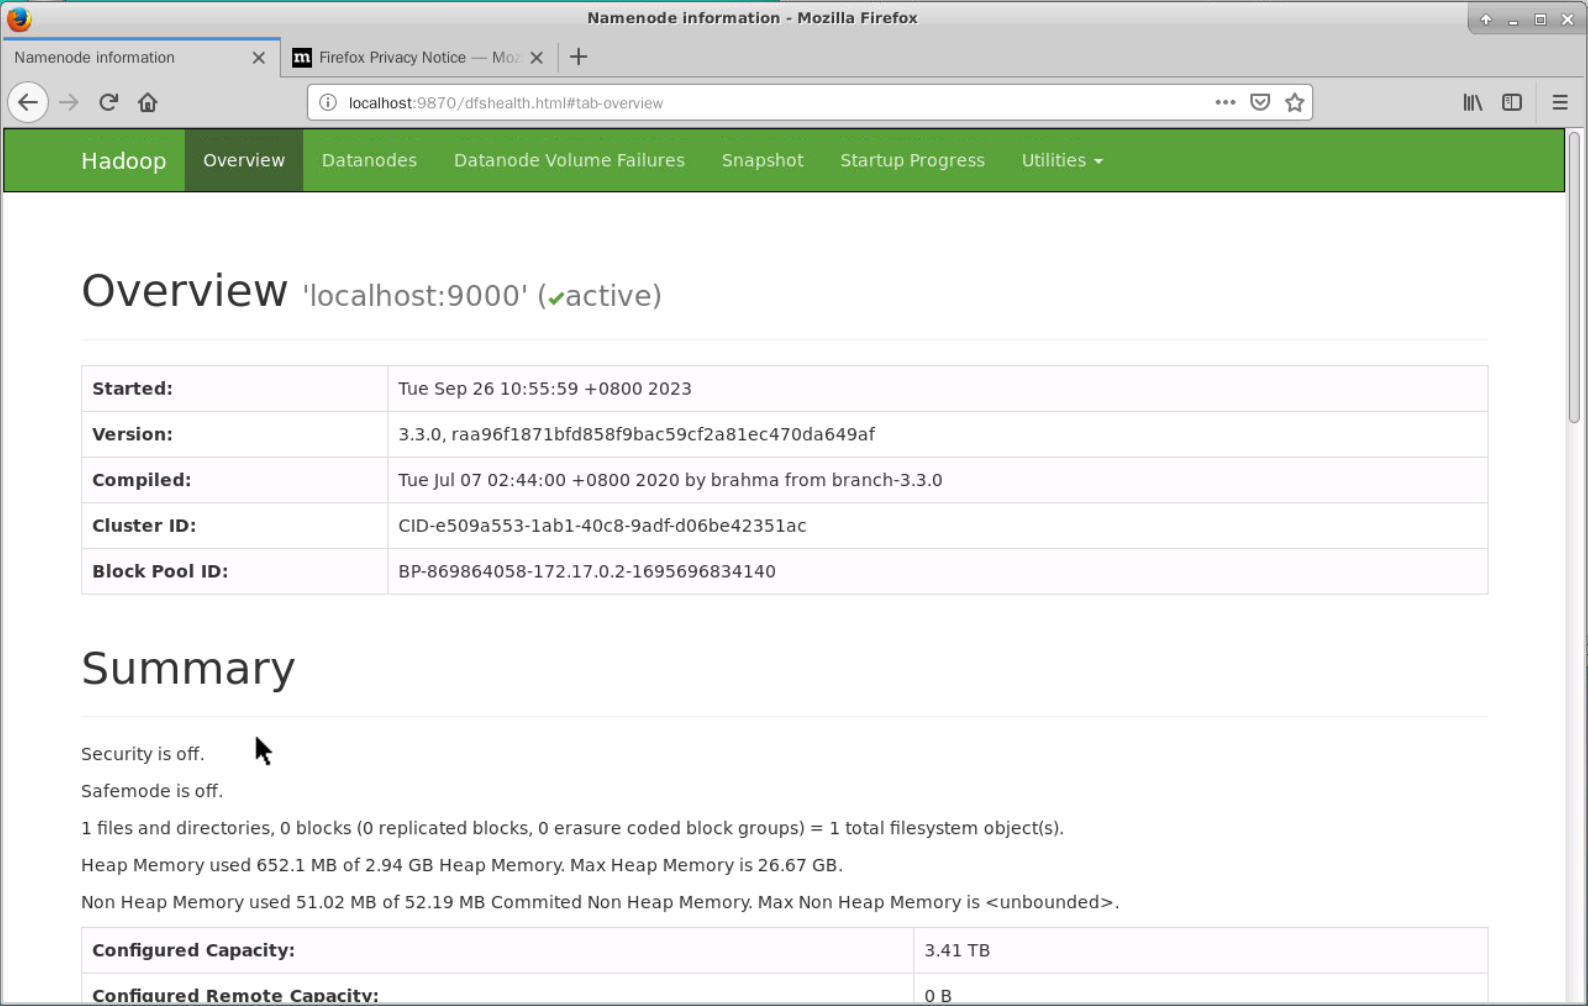 Namenode information - Mozilla Firefox
Namenode information
Firefox Privacy Notice — Moz
localhost:9870/dfshealth.html#tab-overview
Hadoop Overview Datanodes Datanode Volume Failures Snapshot Startup Progress Utilities
Overview 'localhost:9000' (✔active)
Started: Tue Sep 26 10:55:59 +0800 2023
Version: 3.3.0, raa96f1871bfd858f9bac59cf2a81ec470da649af
Compiled: Tue Jul 07 02:44:00 +0800 2020 by brahma from branch-3.3.0
Cluster ID: CID-e509a553-1ab1-40c8-9adf-d06be42351ac
Block Pool ID: BP-869864058-172.17.0.2-1695696834140
Summary
Security is off.
Safemode is off.
1 files and directories, 0 blocks (0 replicated blocks, 0 erasure coded block groups) = 1 total filesystem object(s).
Heap Memory used 652.1 MB of 2.94 GB Heap Memory. Max Heap Memory is 26.67 GB.
Non Heap Memory used 51.02 MB of 52.19 MB Commited Non Heap Memory. Max Non Heap Memory is <unbounded>.
Configured Capacity: 3.41 TB
Configured Remote Capacity: 0 B